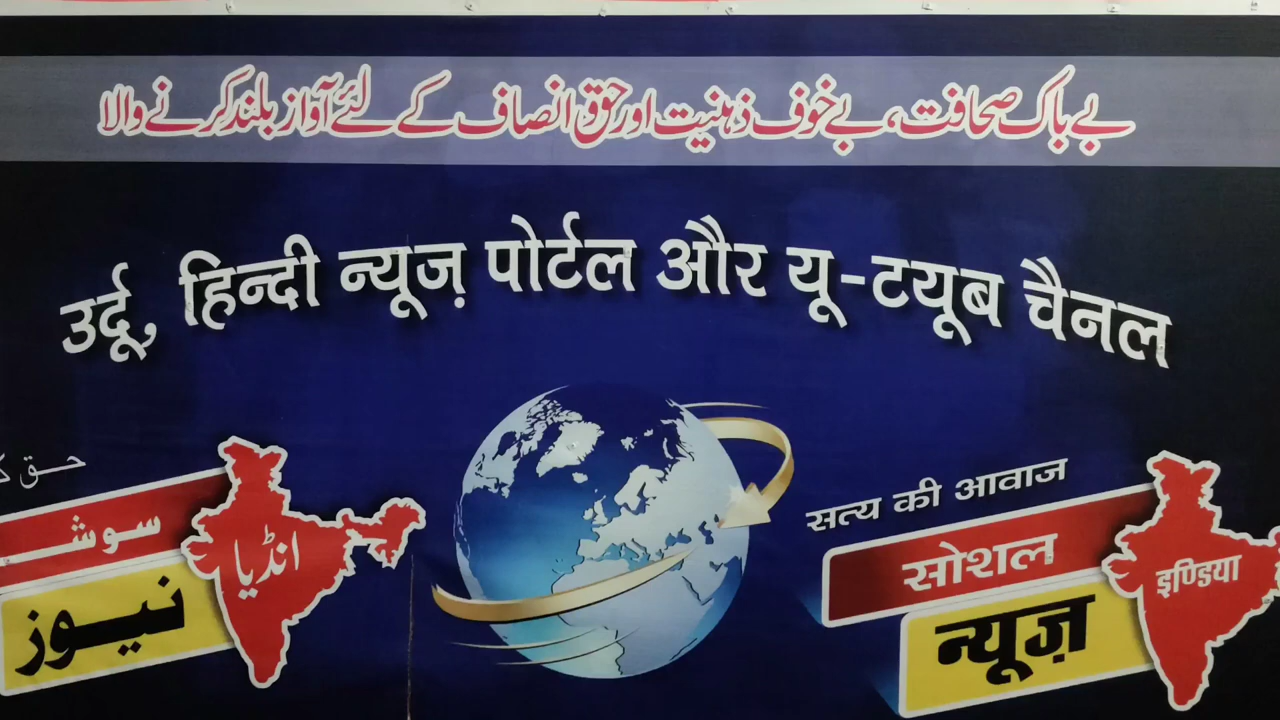 بے باک صحافت، بے خوف ذہنیت اور حق انصاف کے لئے آواز بلند کرنے والا
उर्दू, हिन्दी न्यूज़ पोर्टल और यू-टयूब चैनल
حق
سوشل
انڈیا
نیوز
सत्य की आवाज
सोशल
इण्डिया
न्यूज़